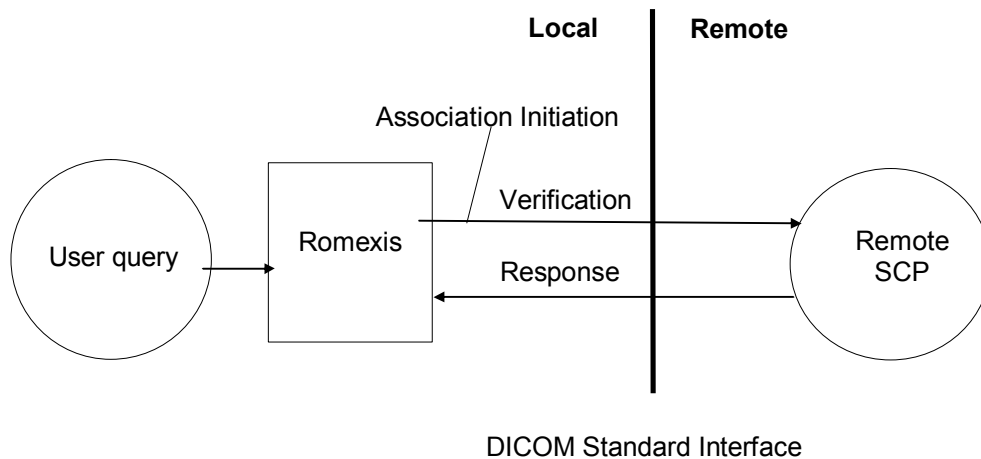 Local
Remote
Association Initiation
Verification
User query
Romexis
Remote
SCP
Response
DICOM Standard Interface